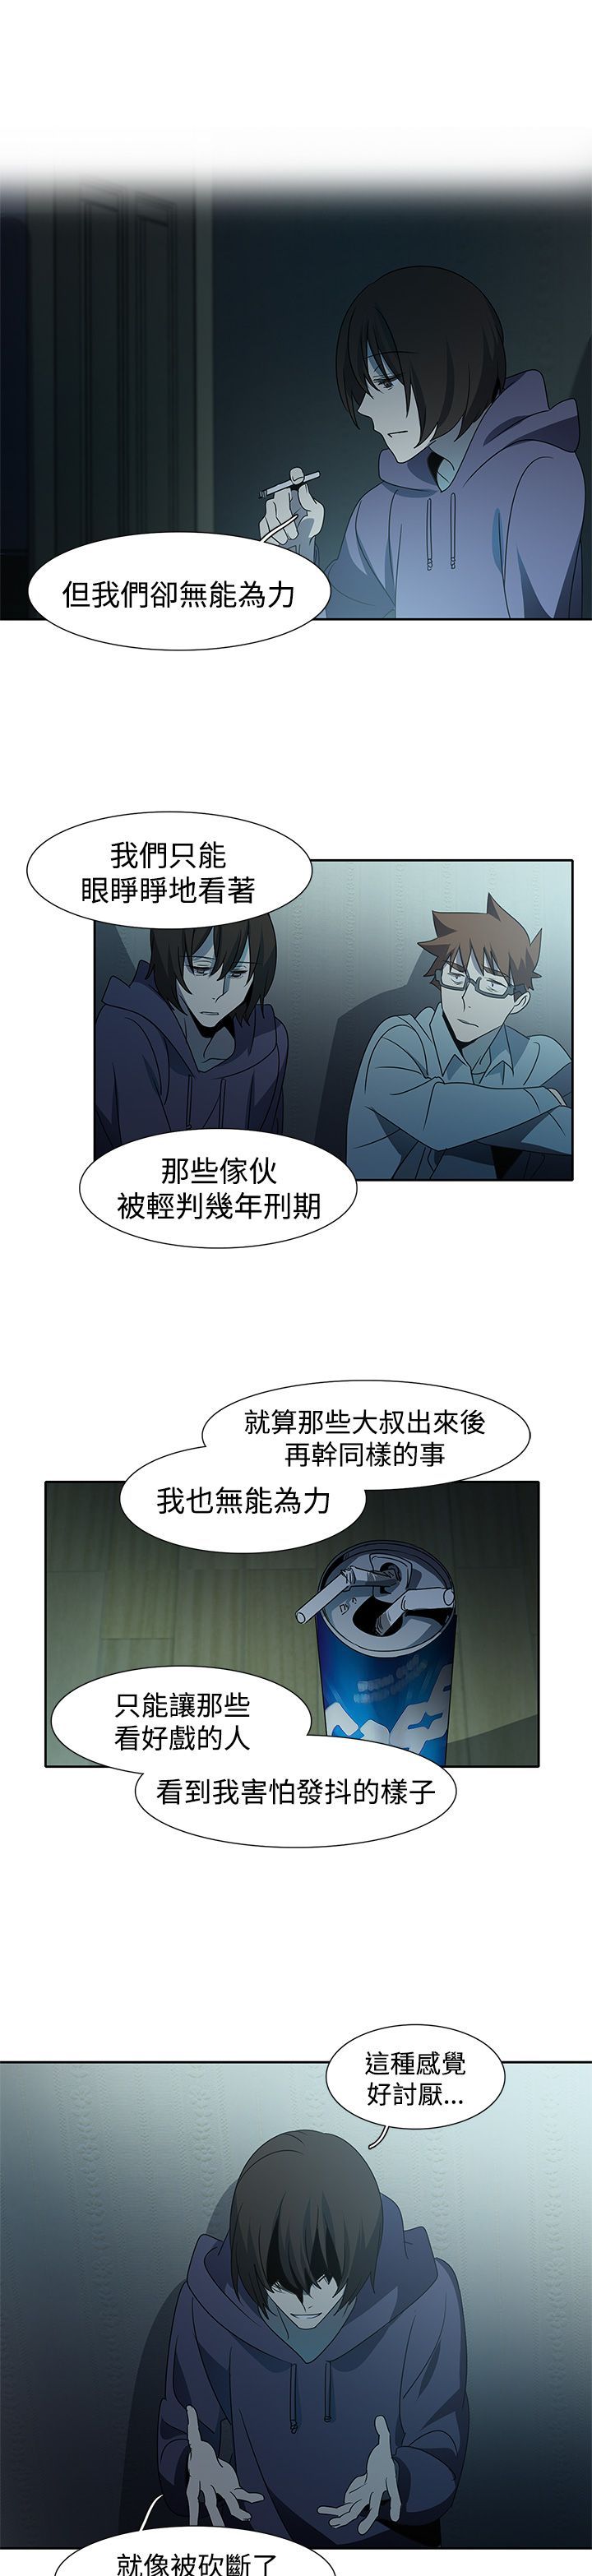 但我們卻無能為力
我們只能
眼睜睜地看著
那些傢伙
被輕判幾年刑期
就算那些大叔出來後
再幹同樣的事
我也無能為力
只能讓那些
看好戲的人
看到我害怕發抖的樣子
這種感覺
好討厭…
就像被砍斷了